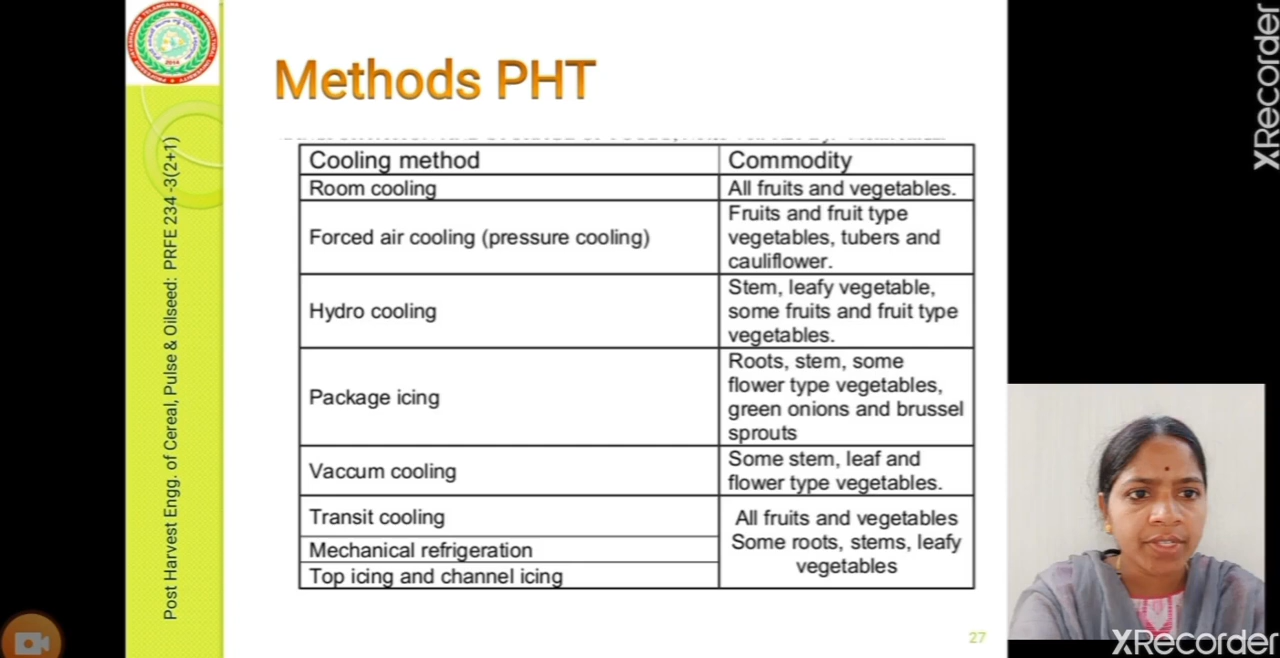 Methods PHT
Cooling method
Commodity
Room cooling
All fruits and vegetables.
Forced air cooling (pressure cooling)
Fruits and fruit type
vegetables, tubers and
cauliflower.
Hydro cooling
Stem, leafy vegetable,
some fruits and fruit type
vegetables.
Package icing
Roots, stem, some
flower type vegetables,
green onions and brussel
sprouts
Vaccum cooling
Some stem, leaf and
flower type vegetables.
Transit cooling
Mechanical refrigeration
Top icing and channel icing
All fruits and vegetables
Some roots, stems, leafy
vegetables
27
Post Harvest Engg. of Cereal, Pulse & Oilseed: PRFE 234 -3(2+1)
XRecorder
XRecorder